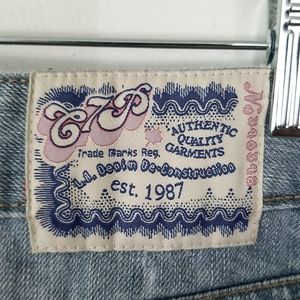 C7P
AUTHENTIC
QUALITY
GARMENTS
Trade Marks Reg.
L.A. Denim De-Construction
est. 1987